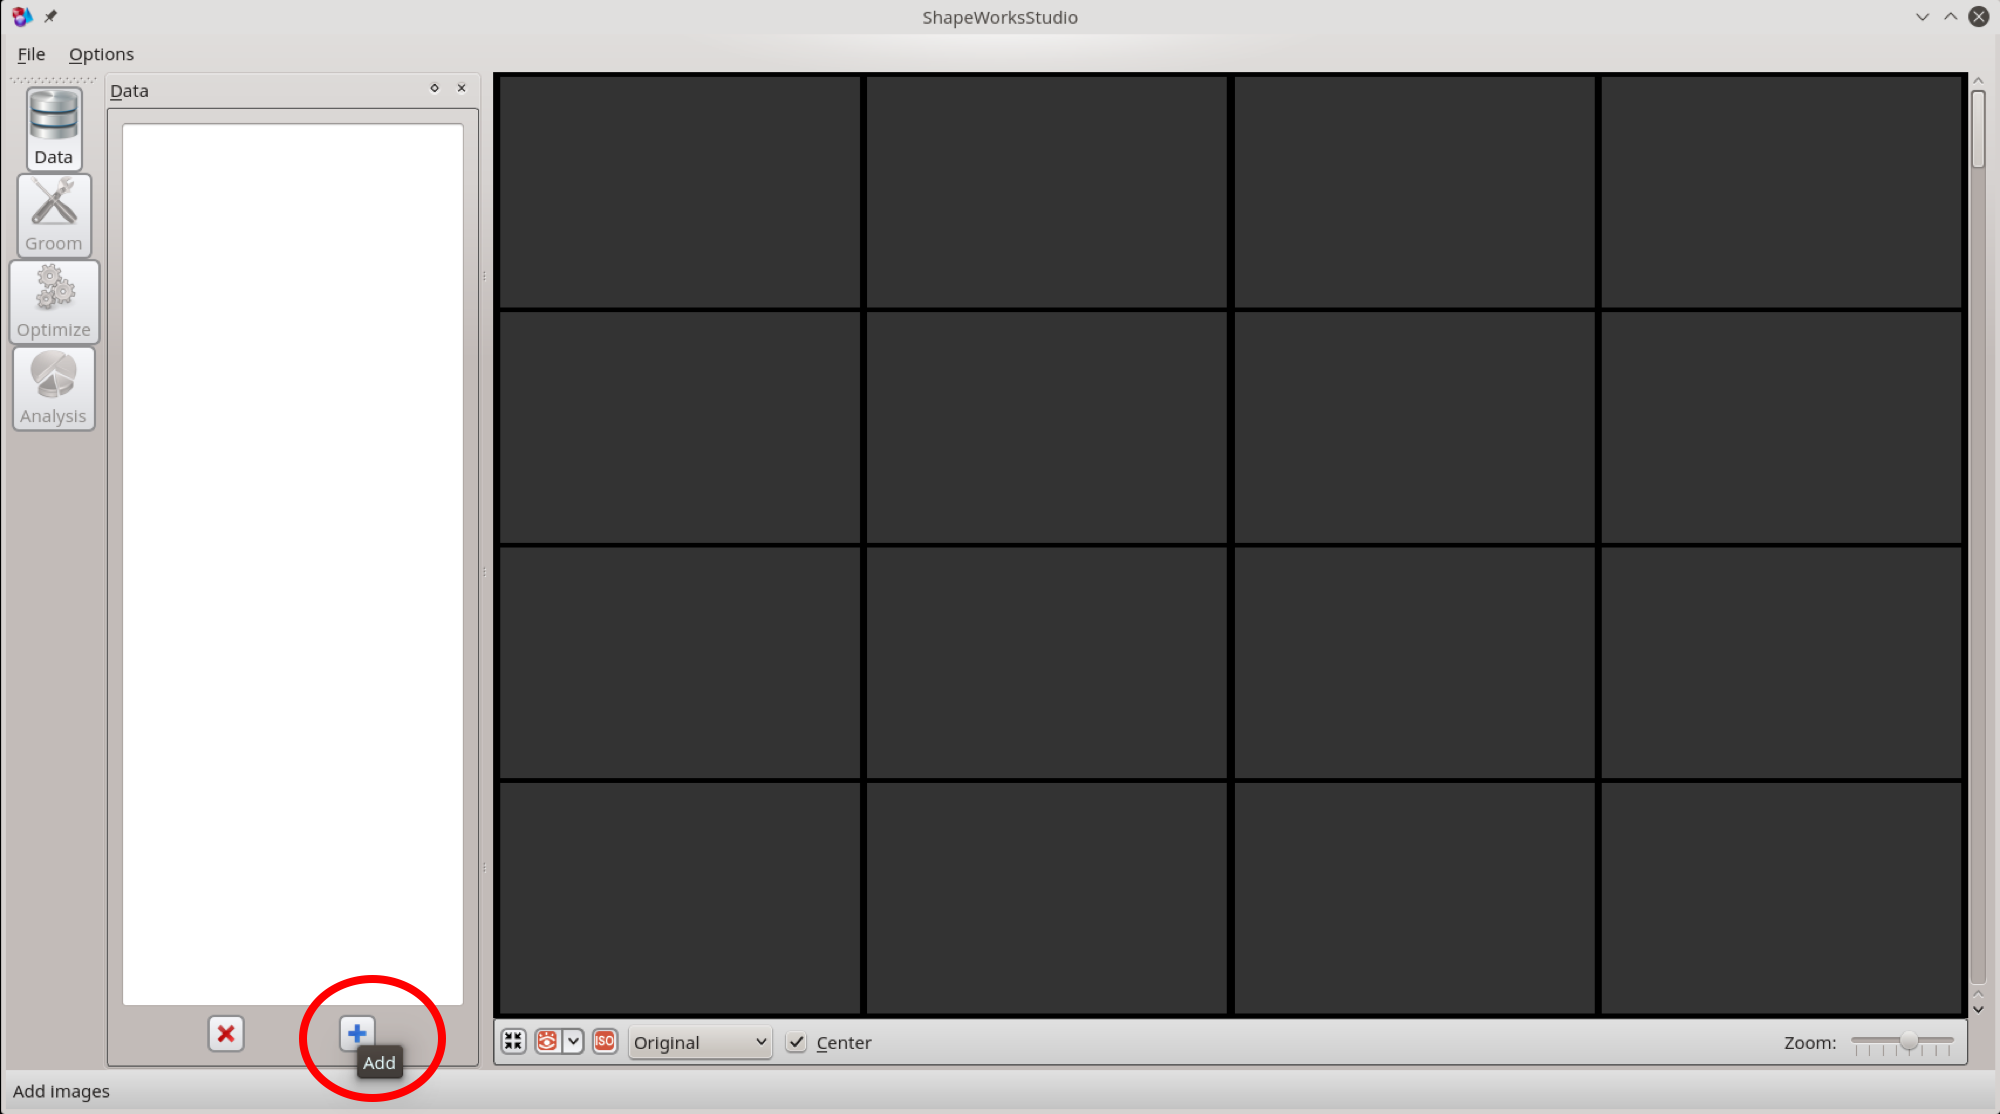 ShapeWorksStudio
File Options
Data
Data
Groom
Optimize
Analysis
Add
ISO Original Center Zoom:
Add images